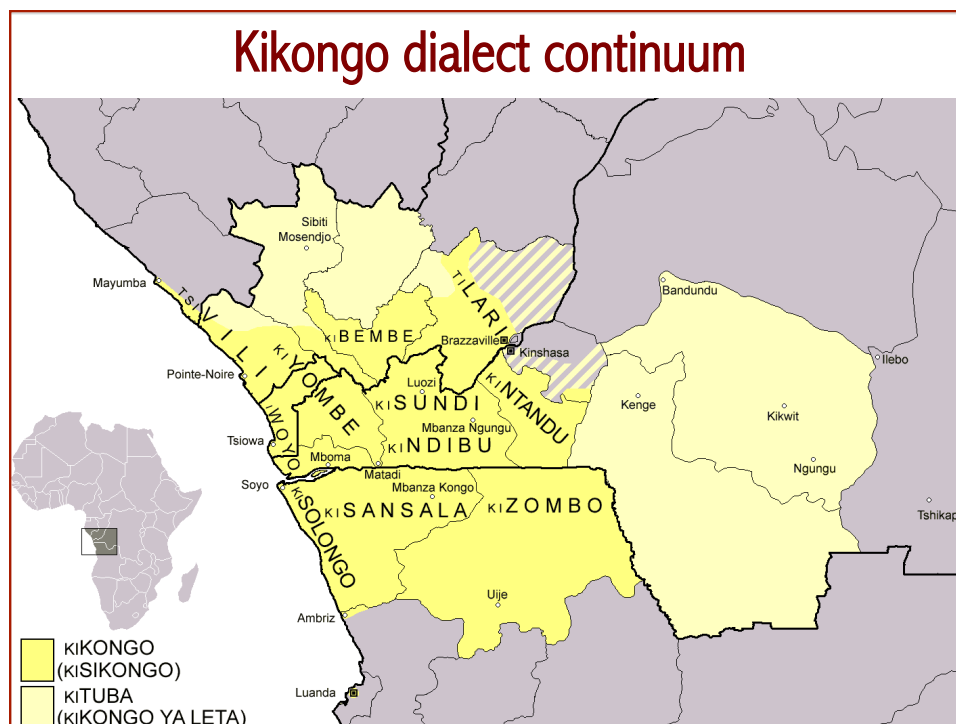 Kikongo dialect continuum
Sibiti
Mosendjo
Mayumba
TSIVILI
TILARI
KIBEMBE
Brazzaville
Kinshasa
Bandundu
Ilebo
Pointe-Noire
KIYOMBE
Luozi
KISUNDI
KINTANDU
Kenge
Kikwit
IWOYO
Mbanza Ngungu
Tsiowa
KINDIBU
Mboma
Matadi
Ngungu
Soyo
Mbanza Kongo
KISOLONGO
KISANSALA
KIZOMBO
Tshikap
Uije
Ambriz
KIKONGO
(KISIKONGO)
KITUBA
(KIKONGO YA LETA)
Luanda